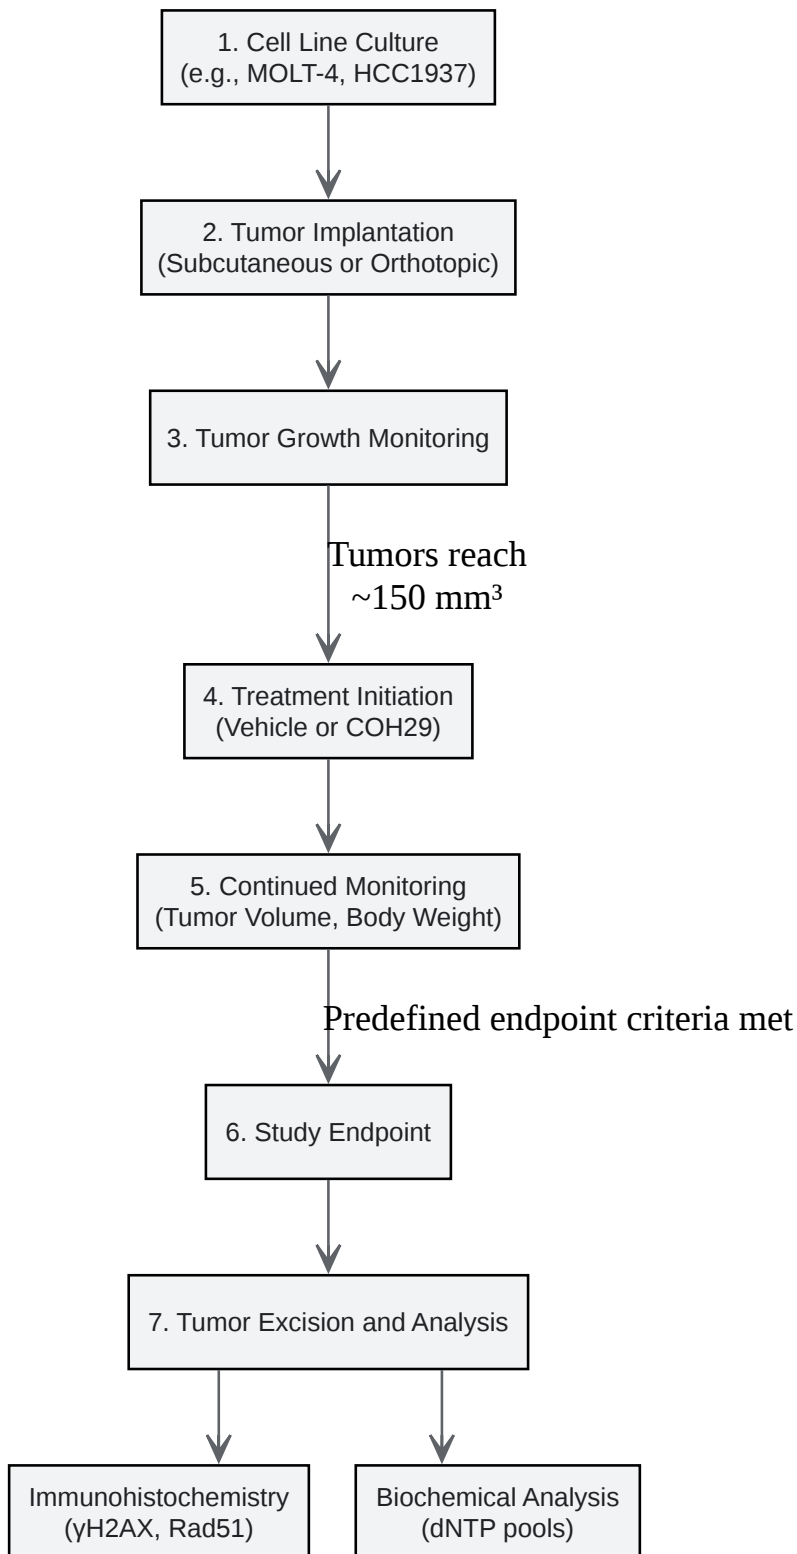 1. Cell Line Culture
(e.g., MOLT-4, HCC1937)
2. Tumor Implantation
(Subcutaneous or Orthotopic)
3. Tumor Growth Monitoring
Tumors reach
~150 mm³
4. Treatment Initiation
(Vehicle or COH29)
5. Continued Monitoring
(Tumor Volume, Body Weight)
Predefined endpoint criteria met
6. Study Endpoint
7. Tumor Excision and Analysis
Immunohistochemistry
(γH2AX, Rad51)
Biochemical Analysis
(dNTP pools)